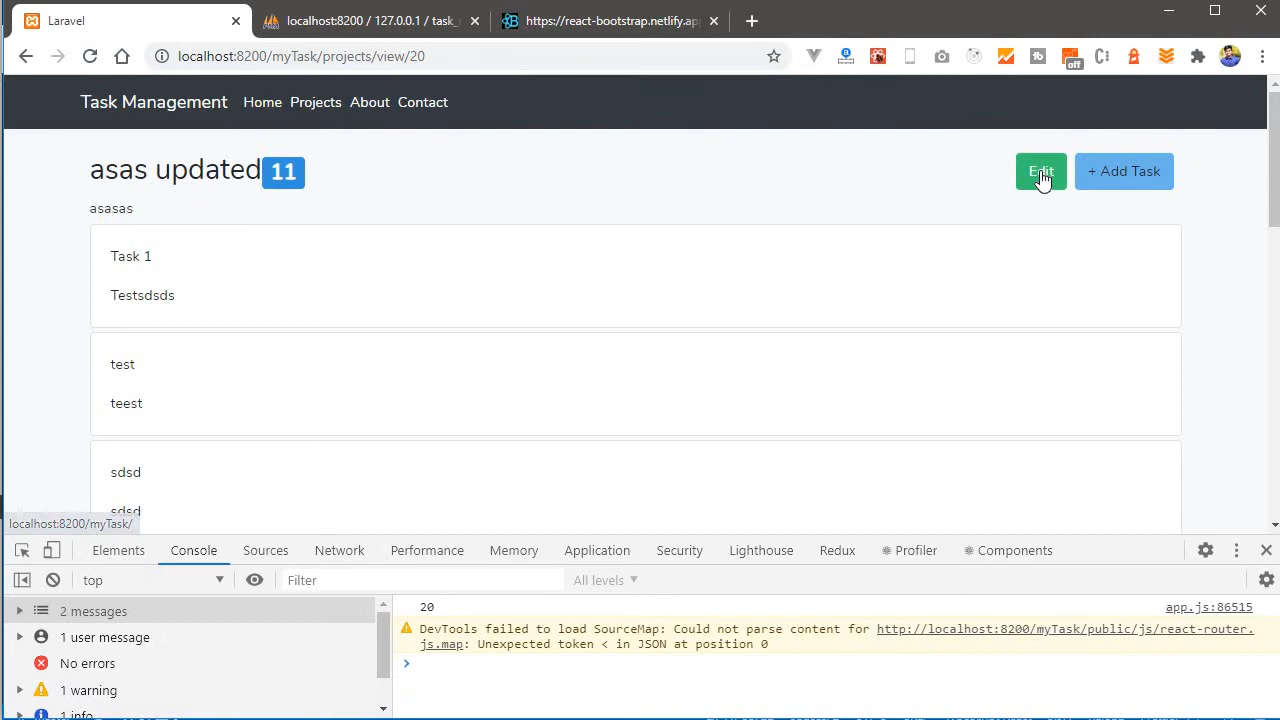 Laravel
localhost:8200 / 127.0.0.1 / task_
https://react-bootstrap.netlify.ap
localhost:8200/myTask/projects/view/20
off
Task Management Home Projects About Contact
asas updated 11
Edit
+ Add Task
asasas
Task 1
Testsdsds
test
teest
sdsd
sdsd
localhost:8200/myTask/
Elements Console Sources Network Performance Memory Application Security Lighthouse Redux Profiler Components
top Filter All levels
2 messages
1 user message
No errors
1 warning
1 info
20 app.js:86515
DevTools failed to load SourceMap: Could not parse content for http://localhost:8200/myTask/public/js/react-router.
js.map: Unexpected token < in JSON at position 0